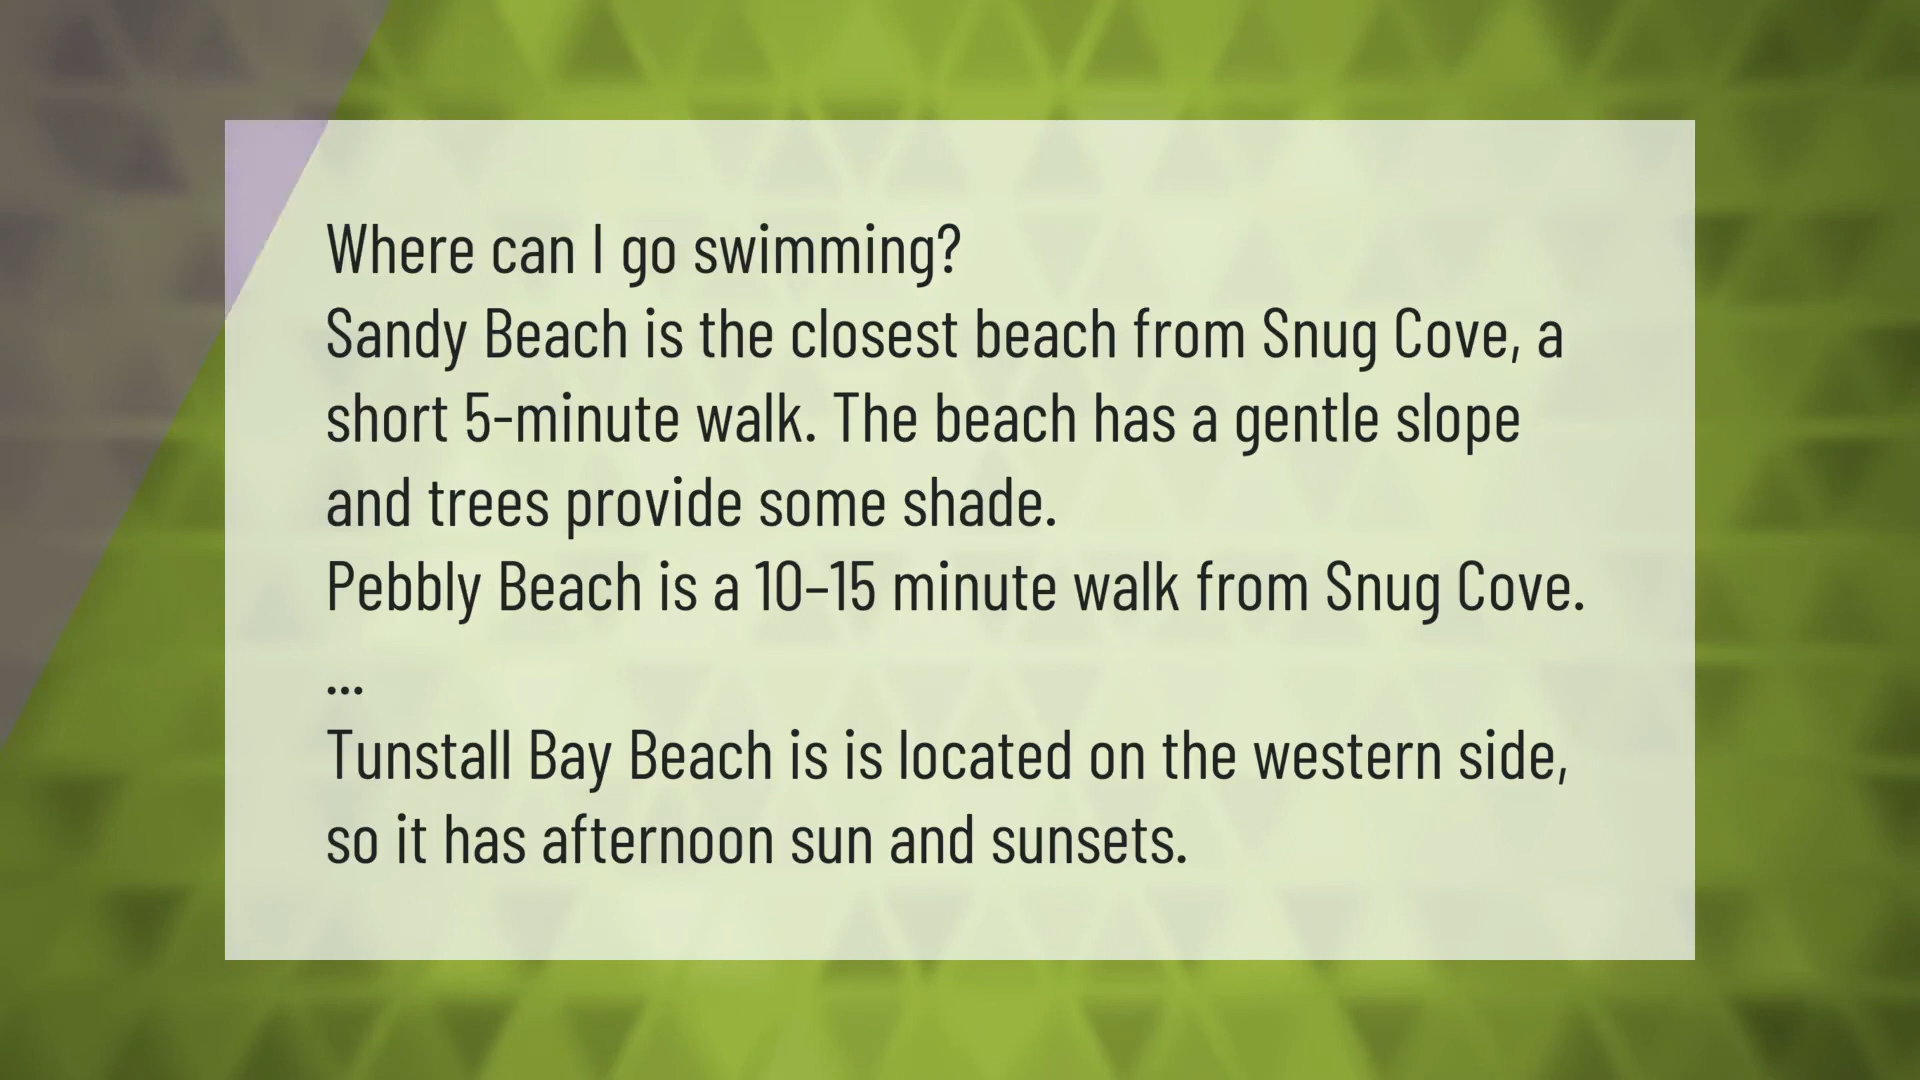 Where can I go swimming?
Sandy Beach is the closest beach from Snug Cove, a
short 5-minute walk. The beach has a gentle slope
and trees provide some shade.
Pebbly Beach is a 10–15 minute walk from Snug Cove.
...
Tunstall Bay Beach is is located on the western side,
so it has afternoon sun and sunsets.